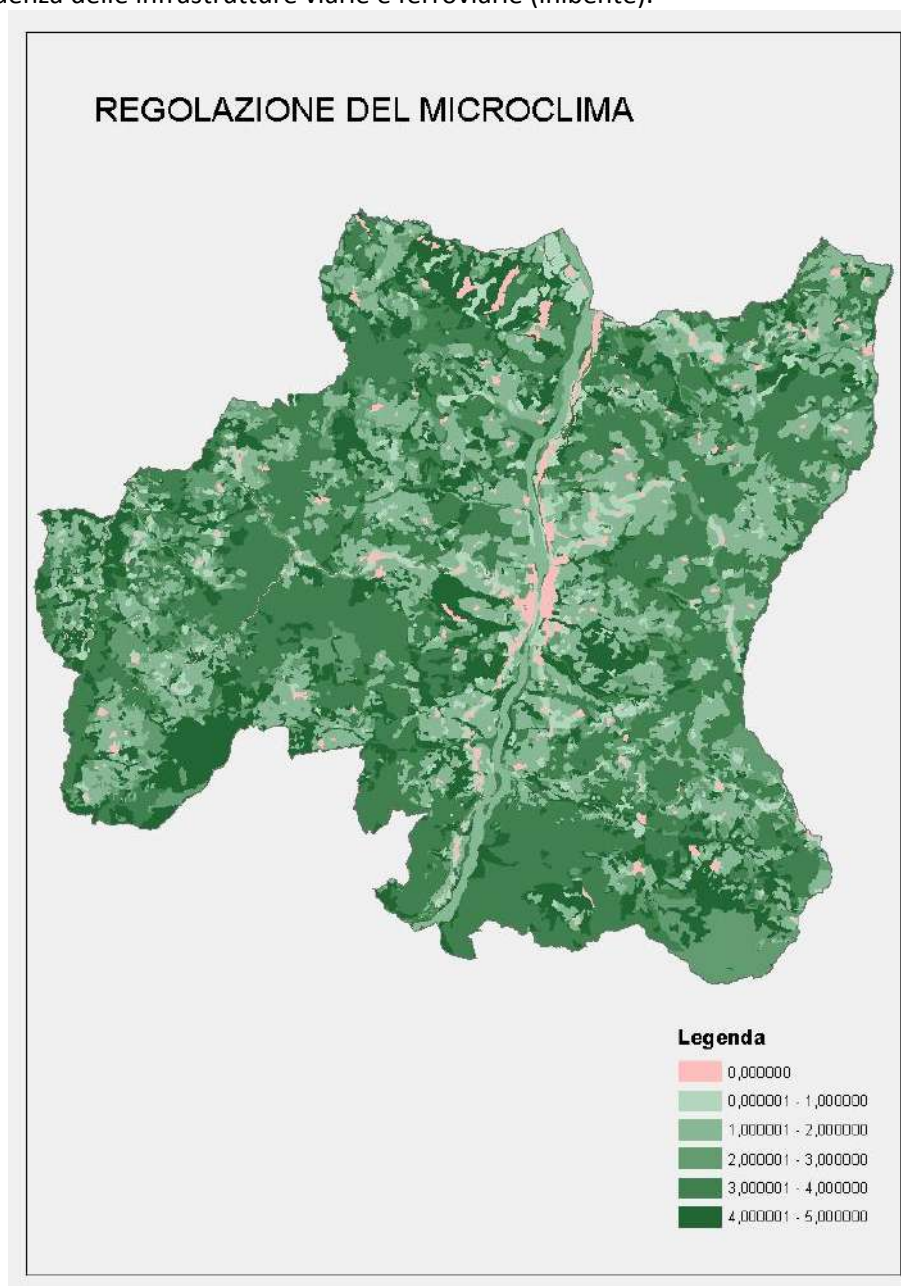 denza delle infrastrutture viarie e ferroviarie (inibente).
REGOLAZIONE DEL MICROCLIMA
Legenda
0,000000
0,000001 - 1,000000
1,000001 - 2,000000
2,000001 - 3,000000
3,000001 - 4,000000
4,000001 - 5,000000